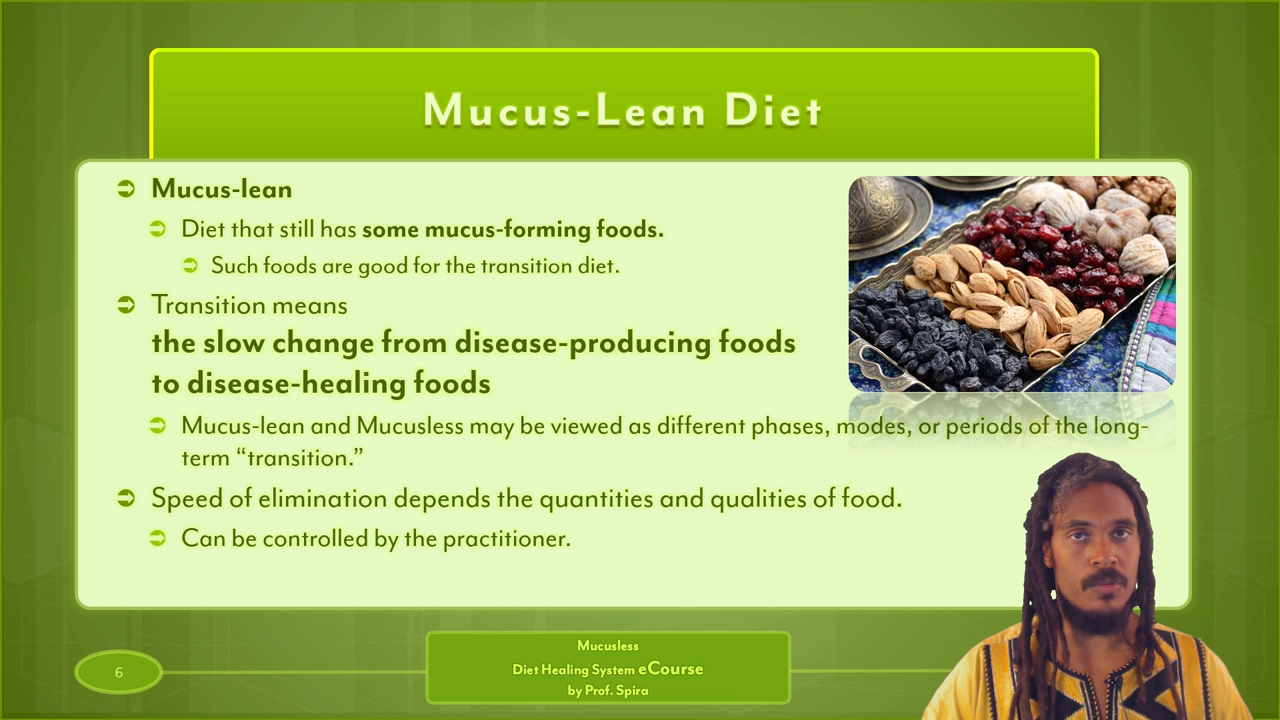 Mucus-Lean Diet
Mucus-lean
Diet that still has some mucus-forming foods.
Such foods are good for the transition diet.
Transition means
the slow change from disease-producing foods
to disease-healing foods
Mucus-lean and Mucusless may be viewed as different phases, modes, or periods of the long-
term “transition.”
Speed of elimination depends the quantities and qualities of food.
Can be controlled by the practitioner.
6
Mucusless
Diet Healing System eCourse
by Prof. Spira